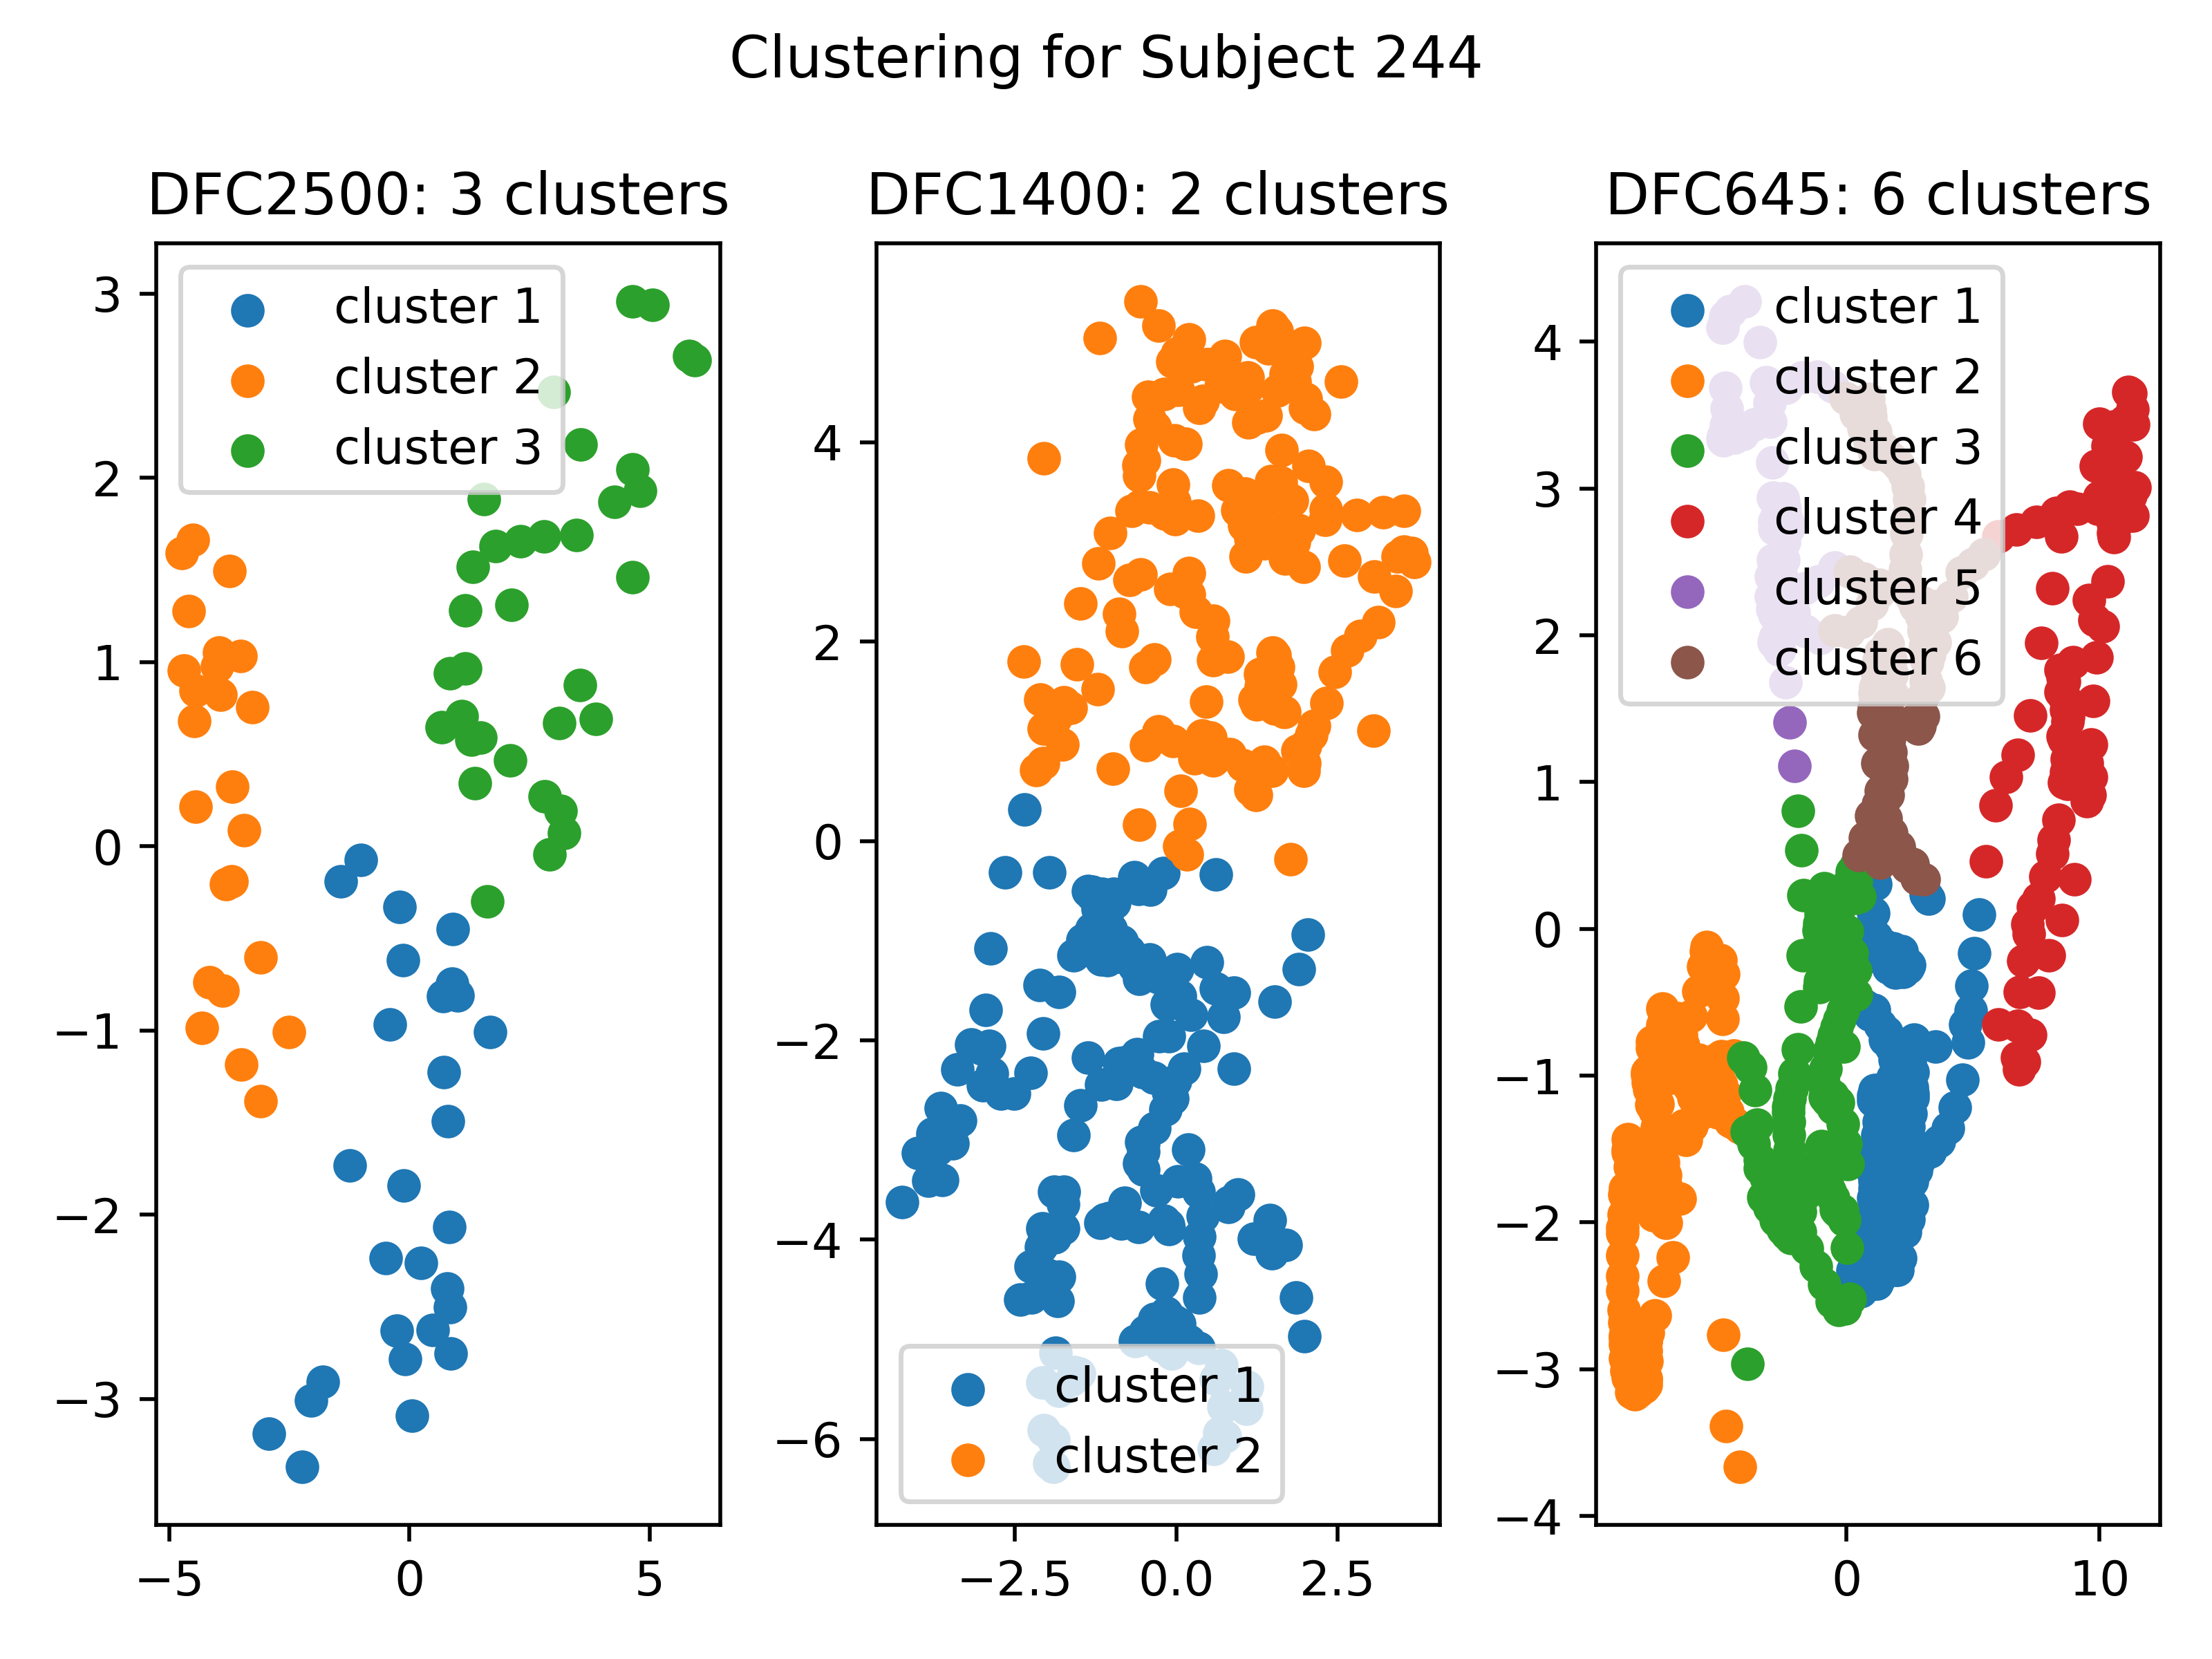 Clustering for Subject 244
DFC2500: 3 clusters
DFC1400: 2 clusters
DFC645: 6 clusters
3
2
1
0
−1
−2
−3
−5
0
5
cluster 1
cluster 2
cluster 3
4
2
0
−2
−4
−6
−2.5
0.0
2.5
cluster 1
cluster 2
4
3
2
1
0
−1
−2
−3
−4
0
10
cluster 1
cluster 2
cluster 3
cluster 4
cluster 5
cluster 6